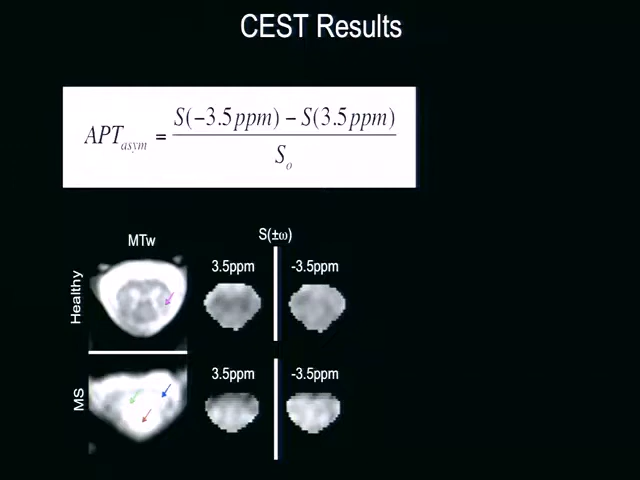 CEST Results
APT_asym = (S(−3.5ppm) − S(3.5ppm)) / S_o
S(±ω)
MTw
3.5ppm -3.5ppm
Healthy
3.5ppm -3.5ppm
MS